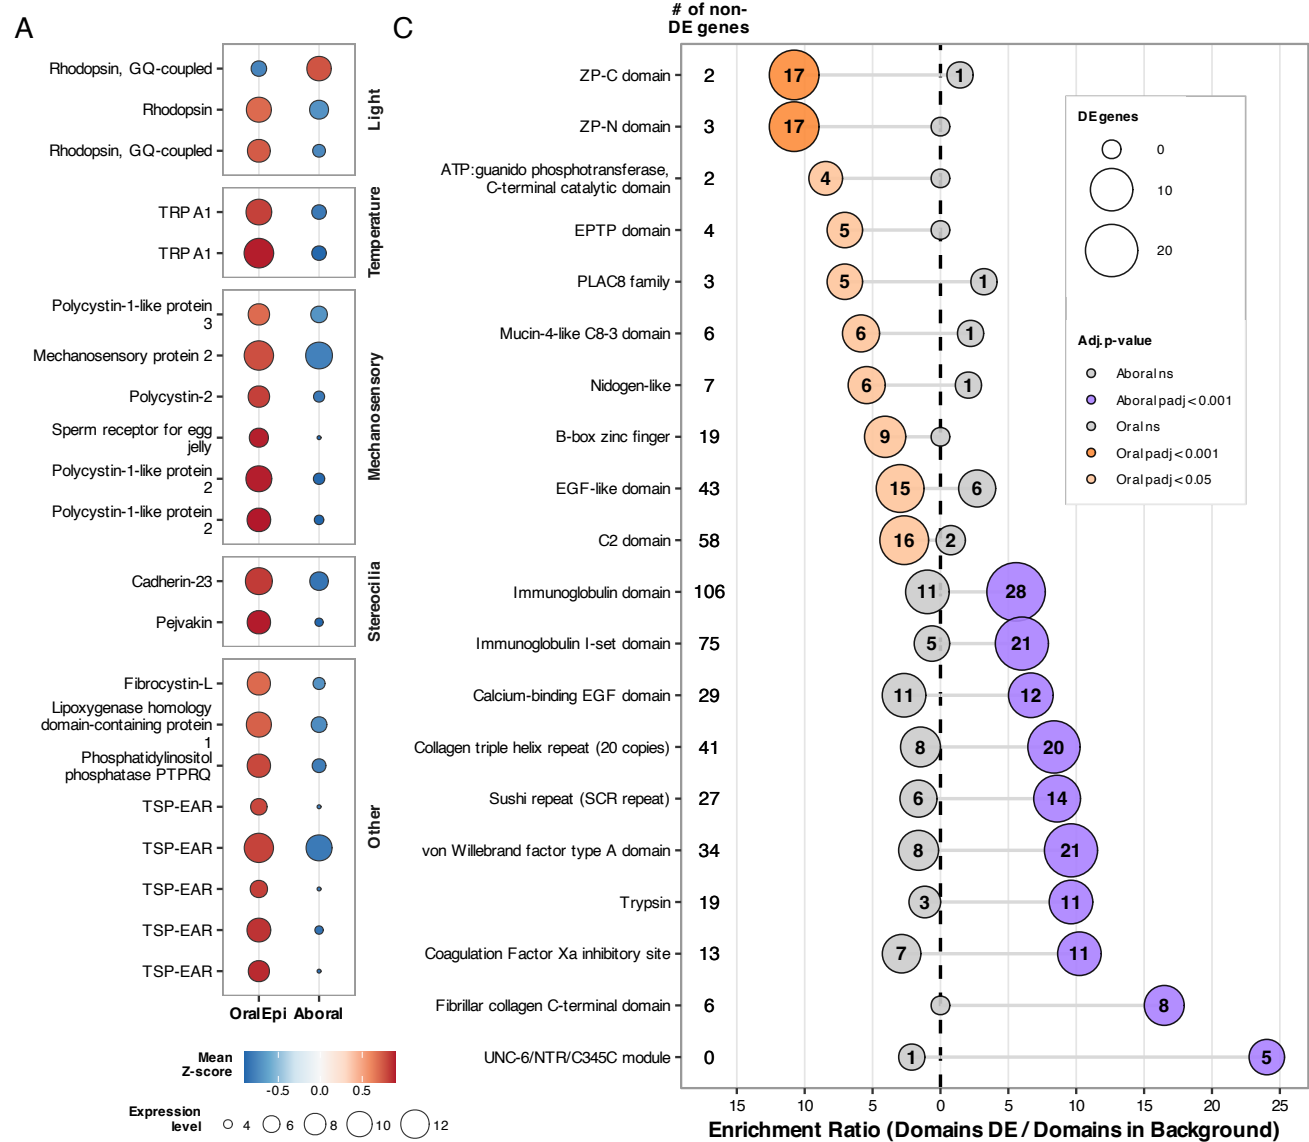 A
Rhodopsin, GQ-coupled
Rhodopsin
Rhodopsin, GQ-coupled
Light
TRPA1
TRPA1
Temperature
Polycystin-1-like protein
3
Mechanosensory protein 2
Polycystin-2
Sperm receptor for egg
jelly
Polycystin-1-like protein
2
Polycystin-1-like protein
2
Mechanosensory
Cadherin-23
Pejvakin
Stereocilia
Fibrocystin-L
Lipoxygenase homology
domain-containing protein
1
Phosphatidylinositol
phosphatase PTPRQ
TSP-EAR
TSP-EAR
TSP-EAR
TSP-EAR
TSP-EAR
Other
OralEpi Aboral
Mean
Z-score
-0.5 0.0 0.5
Expression
level
4 6 8 10 12
C
# of non-
DE genes
ZP-C domain 2 17 1
ZP-N domain 3 17
ATP:guanido phosphotransferase,
C-terminal catalytic domain 2 4
EPTP domain 4 5
PLAC8 family 3 5 1
Mucin-4-like C8-3 domain 6 6 1
Nidogen-like 7 6 1
B-box zinc finger 19 9
EGF-like domain 43 15 6
C2 domain 58 16 2
Immunoglobulin domain 106 11 28
Immunoglobulin I-set domain 75 5 21
Calcium-binding EGF domain 29 11 12
Collagen triple helix repeat (20 copies) 41 8 20
Sushi repeat (SCR repeat) 27 6 14
von Willebrand factor type A domain 34 8 21
Trypsin 19 3 11
Coagulation Factor Xa inhibitory site 13 7 11
Fibrillar collagen C-terminal domain 6 8
UNC-6/NTR/C345C module 0 1 5
15 10 5 0 5 10 15 20 25
Enrichment Ratio (Domains DE / Domains in Background)
DE genes
0
10
20
Adj. p-value
Aboral ns
Aboral padj < 0.001
Oral ns
Oral padj < 0.001
Oral padj < 0.05